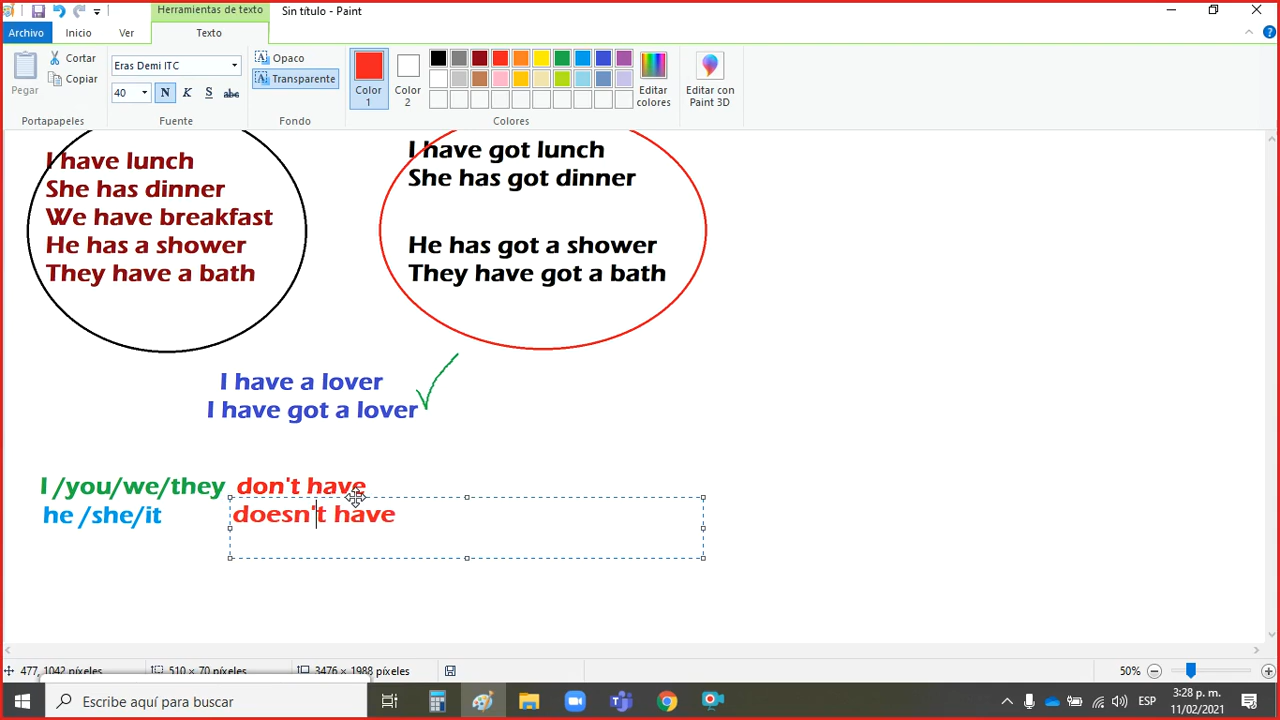 Herramientas de texto
Sin título - Paint
Archivo
Inicio
Ver
Texto
Pegar
Cortar
Copiar
Portapapeles
Eras Demi ITC
40
N
K
S
abc
Fuente
Opaco
Transparente
Fondo
Color
1
Color
2
Editar
colores
Editar con
Paint 3D
Colores
I have lunch
She has dinner
We have breakfast
He has a shower
They have a bath
I have got lunch
She has got dinner
He has got a shower
They have got a bath
I have a lover
I have got a lover
I /you/we/they don't have
he /she/it doesn't have
477, 1042 píxeles
510 × 70 píxeles
3476 × 1988 píxeles
50%
Escribe aquí para buscar
ESP
3:28 p. m.
11/02/2021